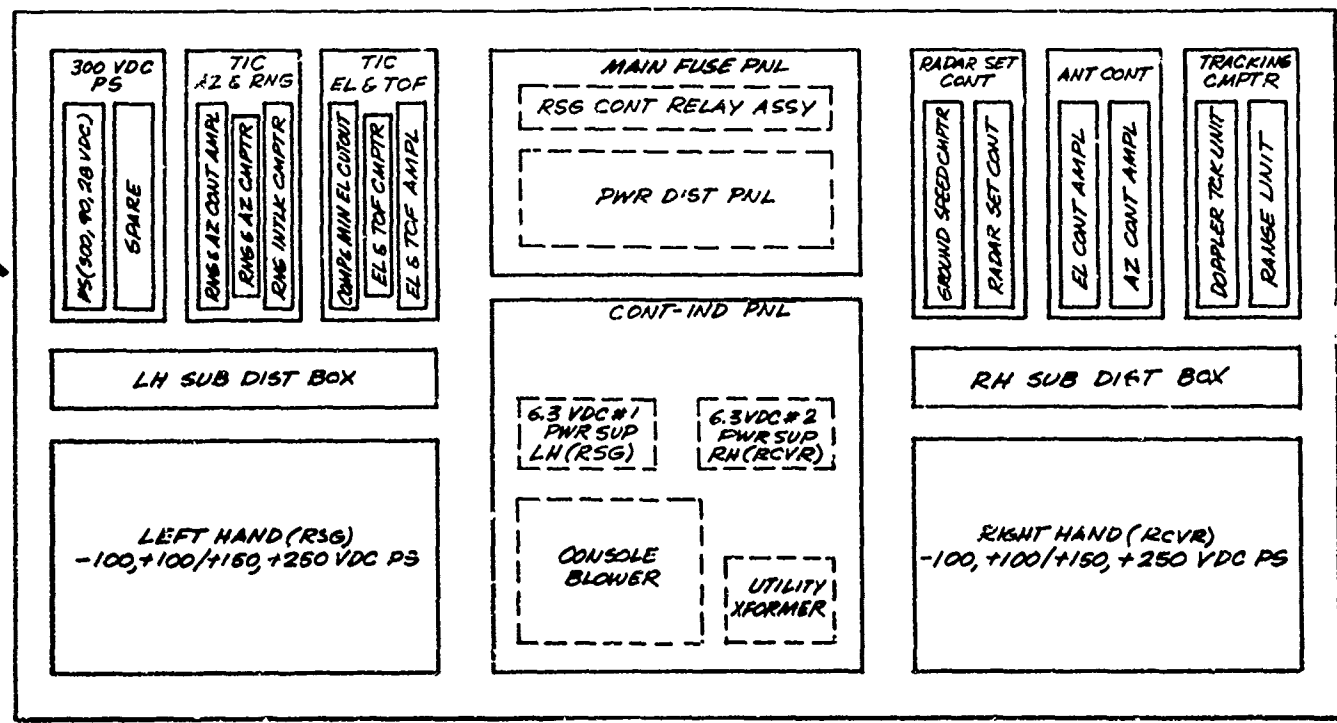 300 VDC
PS
PS(300, 90, 28 VDC)
SPARE
TIC
AZ & RNG
RNG & AZ CONT AMPL
RNG & AZ CMPTR
RNG INTLK CMPTR
TIC
EL & TOF
COMP& MIN EL CUTOUT
EL & TOF CMPTR
EL & TOF AMPL
MAIN FUSE PNL
RSG CONT RELAY ASSY
PWR DIST PNL
RADAR SET
CONT
GROUND SPEED CMPTR
RADAR SET CONT
ANT CONT
EL CONT AMPL
AZ CONT AMPL
TRACKING
CMPTR
DOPPLER TCK UNIT
RANGE UNIT
LH SUB DIST BOX
CONT-IND PNL
RH SUB DIST BOX
6.3 VDC #1
PWR SUP
LH (RSG)
6.3 VDC #2
PWR SUP
RH (RCVR)
LEFT HAND (RSG)
-100, +100/+150, +250 VDC PS
CONSOLE
BLOWER
UTILITY
XFORMER
RIGHT HAND (RCVR)
-100, +100/+150, +250 VDC PS